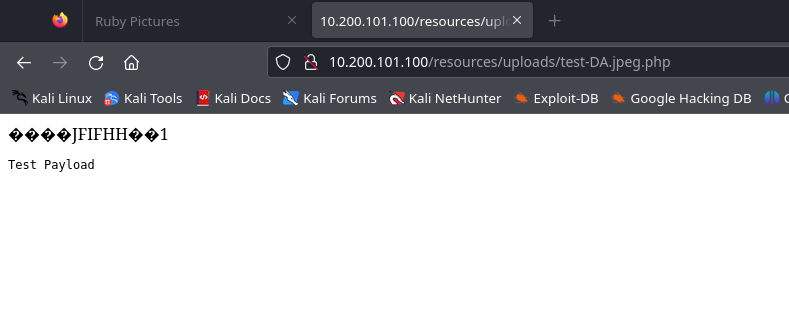 Ruby Pictures
10.200.101.100/resources/upl
10.200.101.100/resources/uploads/test-DA.jpeg.php
Kali Linux
Kali Tools
Kali Docs
Kali Forums
Kali NetHunter
Exploit-DB
Google Hacking DB
����JFIFHH��1
Test Payload